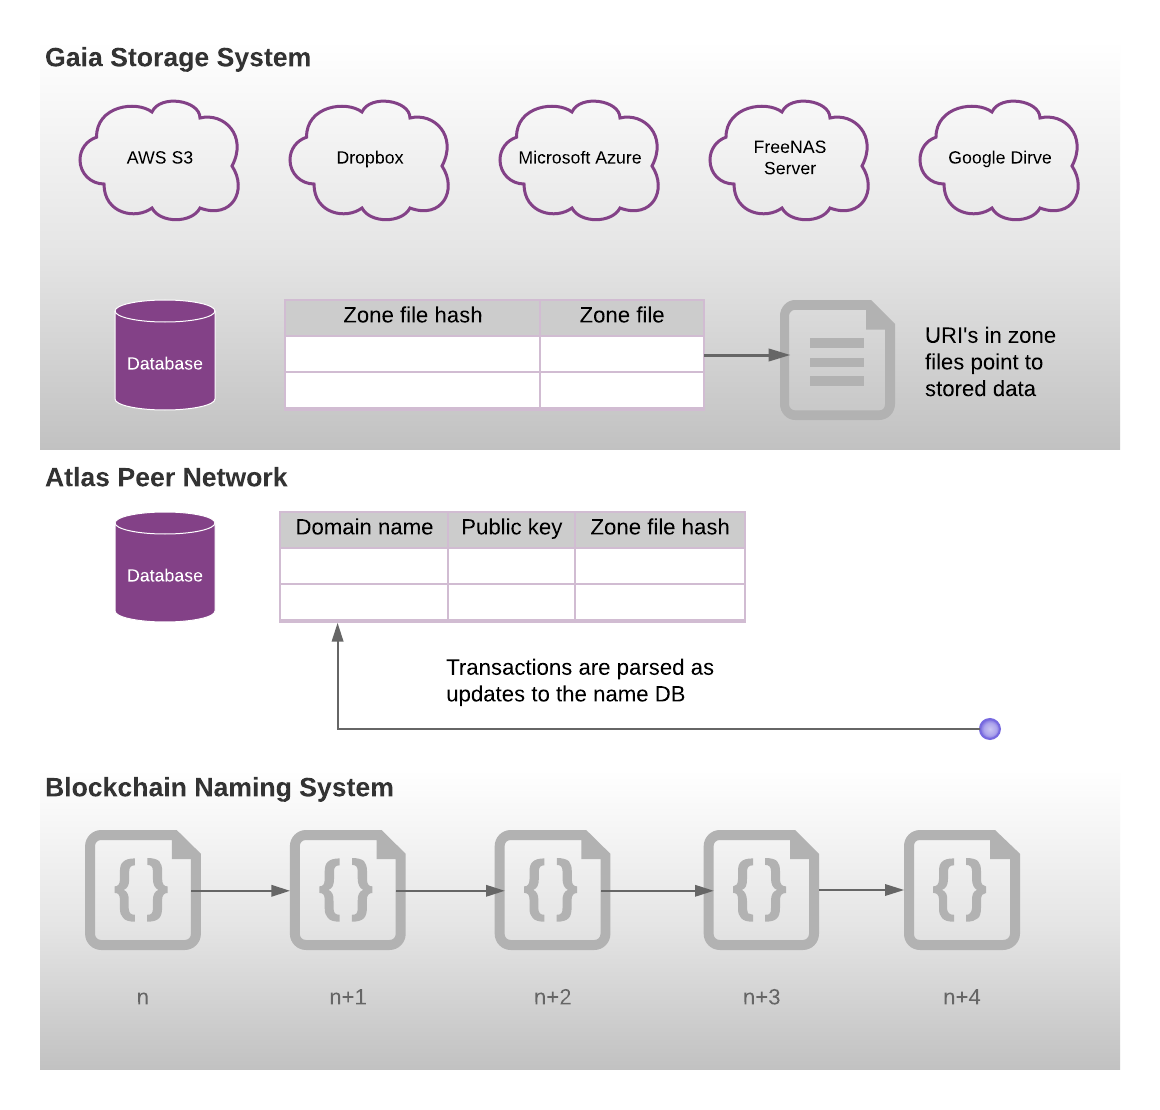 Gaia Storage System
AWS S3
Dropbox
Microsoft Azure
FreeNAS
Server
Google Dirve
Database
Zone file hash
Zone file
URI's in zone
files point to
stored data
Atlas Peer Network
Database
Domain name
Public key
Zone file hash
Transactions are parsed as
updates to the name DB
Blockchain Naming System
{}
{}
{}
{}
{}
n
n+1
n+2
n+3
n+4